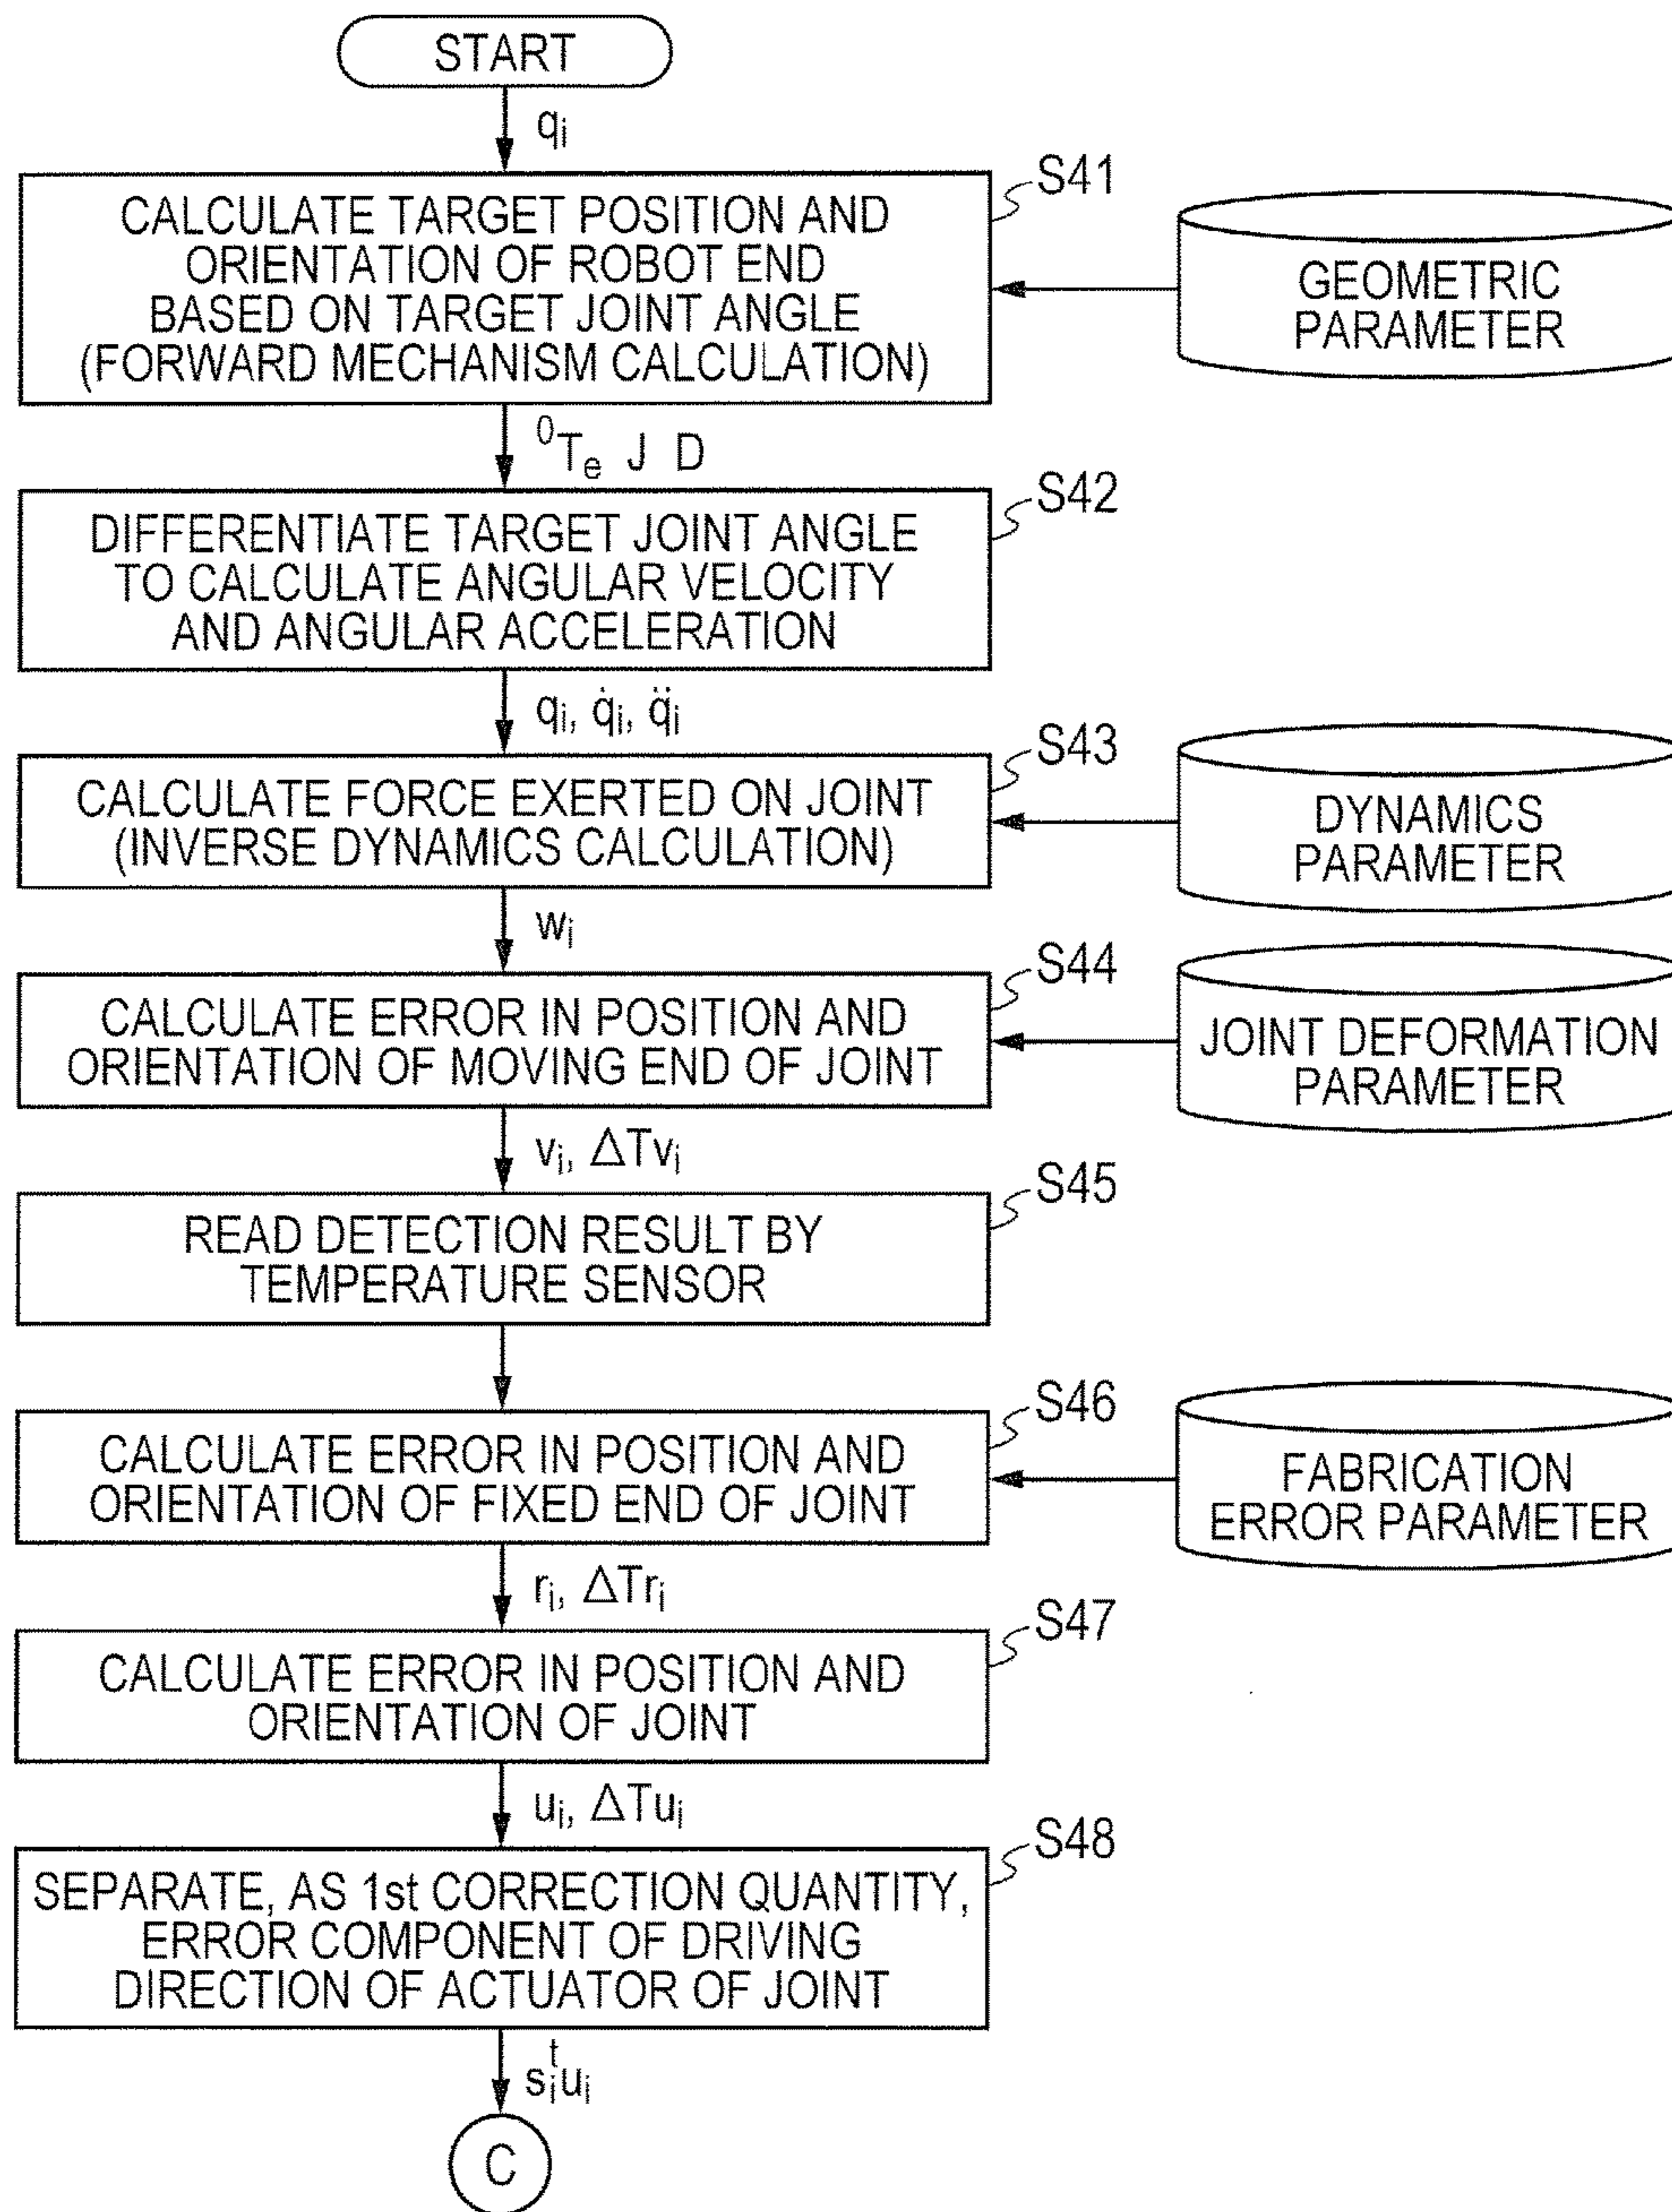 START
qi
S41
CALCULATE TARGET POSITION AND
ORIENTATION OF ROBOT END
BASED ON TARGET JOINT ANGLE
(FORWARD MECHANISM CALCULATION)
GEOMETRIC
PARAMETER
⁰Te J D
S42
DIFFERENTIATE TARGET JOINT ANGLE
TO CALCULATE ANGULAR VELOCITY
AND ANGULAR ACCELERATION
qi, q̇i, q̈i
S43
CALCULATE FORCE EXERTED ON JOINT
(INVERSE DYNAMICS CALCULATION)
DYNAMICS
PARAMETER
wi
S44
CALCULATE ERROR IN POSITION AND
ORIENTATION OF MOVING END OF JOINT
JOINT DEFORMATION
PARAMETER
vi, ΔTvi
S45
READ DETECTION RESULT BY
TEMPERATURE SENSOR
S46
CALCULATE ERROR IN POSITION AND
ORIENTATION OF FIXED END OF JOINT
FABRICATION
ERROR PARAMETER
ri, ΔTri
S47
CALCULATE ERROR IN POSITION AND
ORIENTATION OF JOINT
ui, ΔTui
S48
SEPARATE, AS 1st CORRECTION QUANTITY,
ERROR COMPONENT OF DRIVING
DIRECTION OF ACTUATOR OF JOINT
siᵗui
C